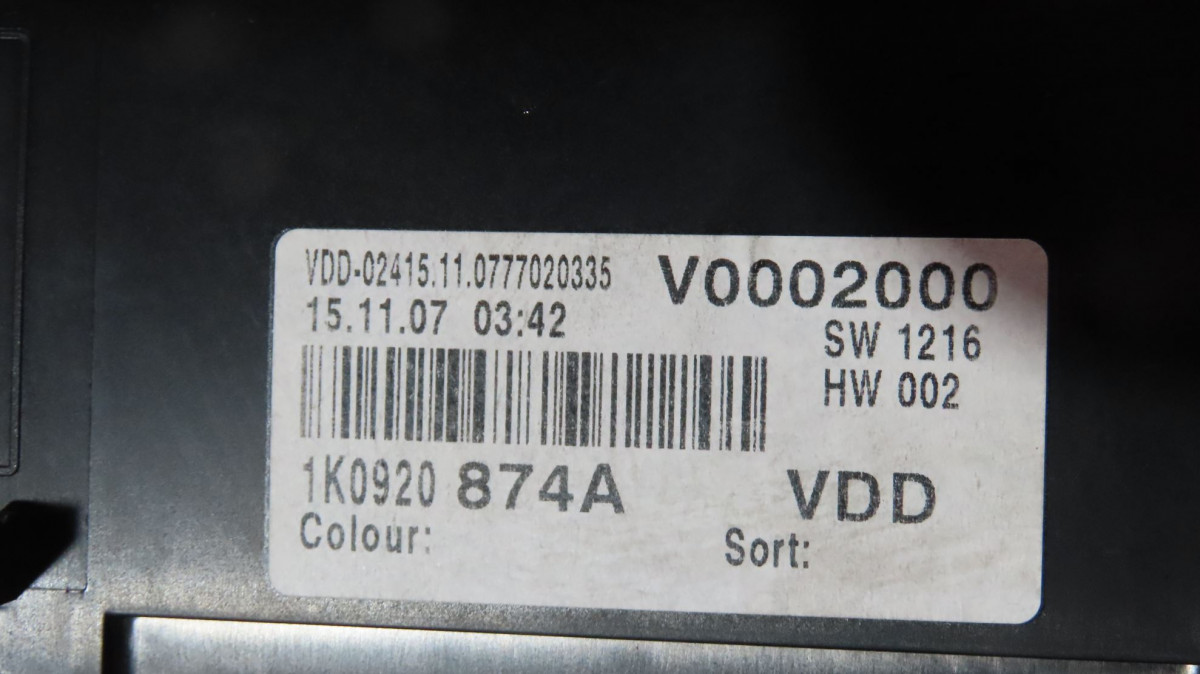 VDD-02415.11.0777020335 V0002000
15.11.07 03:42
SW 1216
HW 002
1K0920 874A VDD
Colour: Sort: